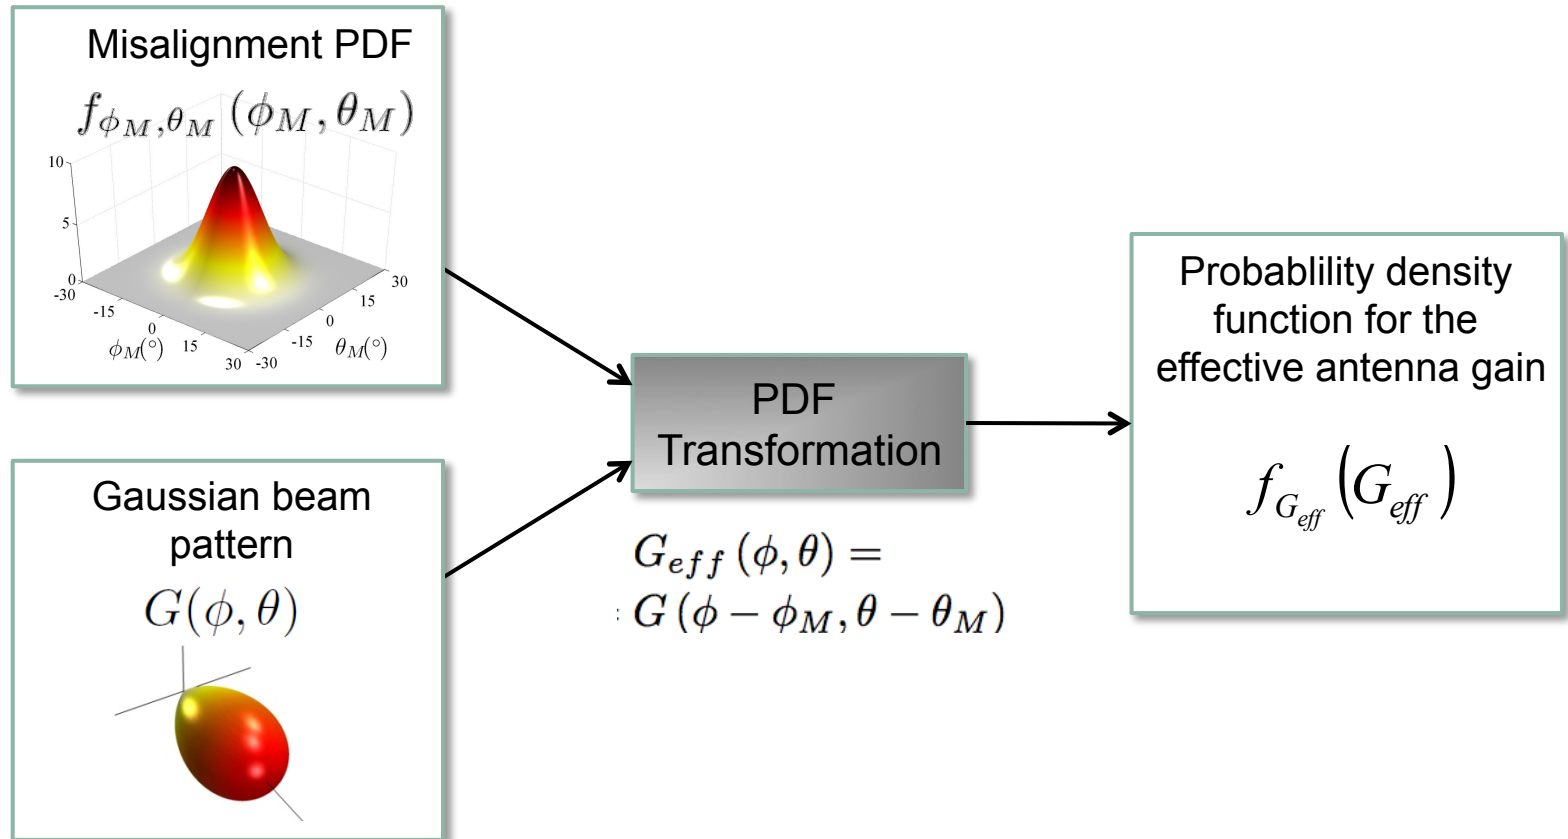 Misalignment PDF
f_{ϕ_M,θ_M} (ϕ_M, θ_M)
10
5
0
-30
-15
0
15
30
ϕ_M(°)
-30
-15
0
15
30
θ_M(°)
Gaussian beam
pattern
G(ϕ, θ)
PDF
Transformation
G_{eff} (ϕ, θ) =
: G (ϕ − ϕ_M, θ − θ_M)
Probablility density
function for the
effective antenna gain
f_{G_{eff}} (G_{eff})